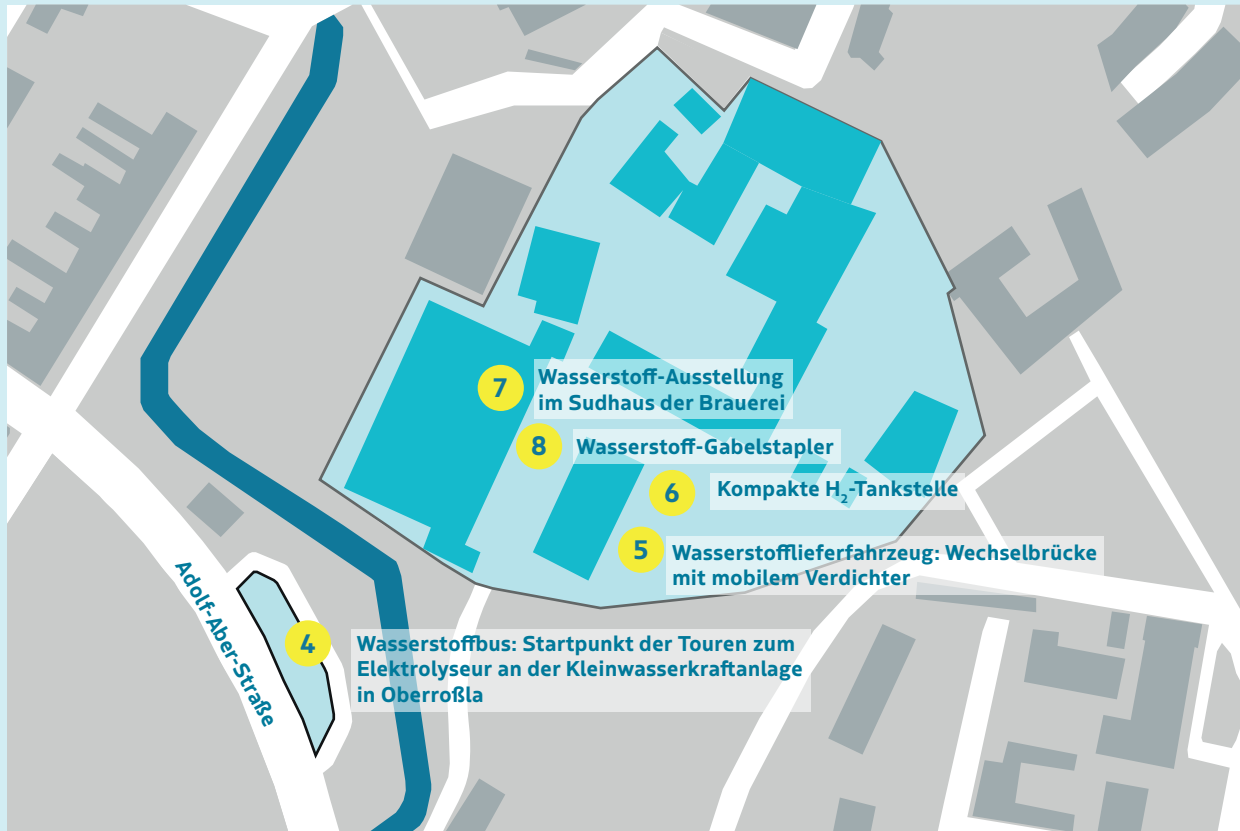 7
Wasserstoff-Ausstellung
im Sudhaus der Brauerei
8
Wasserstoff-Gabelstapler
6
Kompakte H₂-Tankstelle
5
Wasserstofflieferfahrzeug: Wechselbrücke
mit mobilem Verdichter
Adolf-Aber-Straße
4
Wasserstoffbus: Startpunkt der Touren zum
Elektrolyseur an der Kleinwasserkraftanlage
in Oberroßla